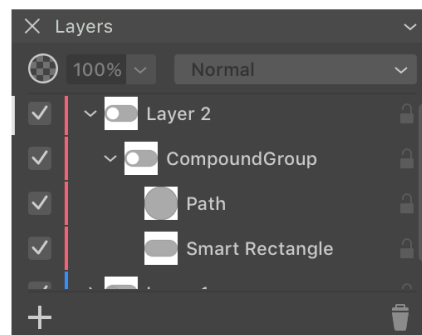 Layers
100% Normal
Layer 2
CompoundGroup
Path
Smart Rectangle